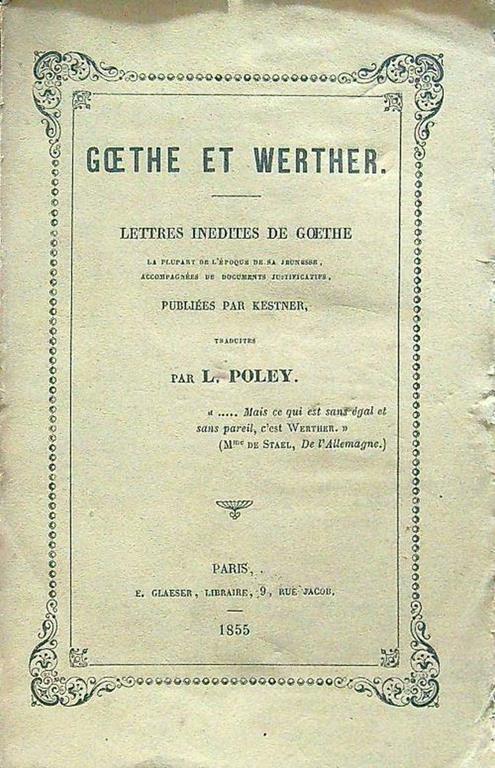 GŒTHE ET WERTHER.
LETTRES INEDITES DE GŒTHE
LA PLUPART DE L'ÉPOQUE DE SA JEUNESSE,
ACCOMPAGNÉES DE DOCUMENTS JUSTIFICATIFS,
PUBLIÉES PAR KESTNER,
TRADUITES
PAR L. POLEY.
« ..... Mais ce qui est sans égal et
sans pareil, c'est WERTHER. »
(Mme DE STAEL, De l'Allemagne.)
PARIS,
E. GLAESER, LIBRAIRE, 9, RUE JACOB.
1855